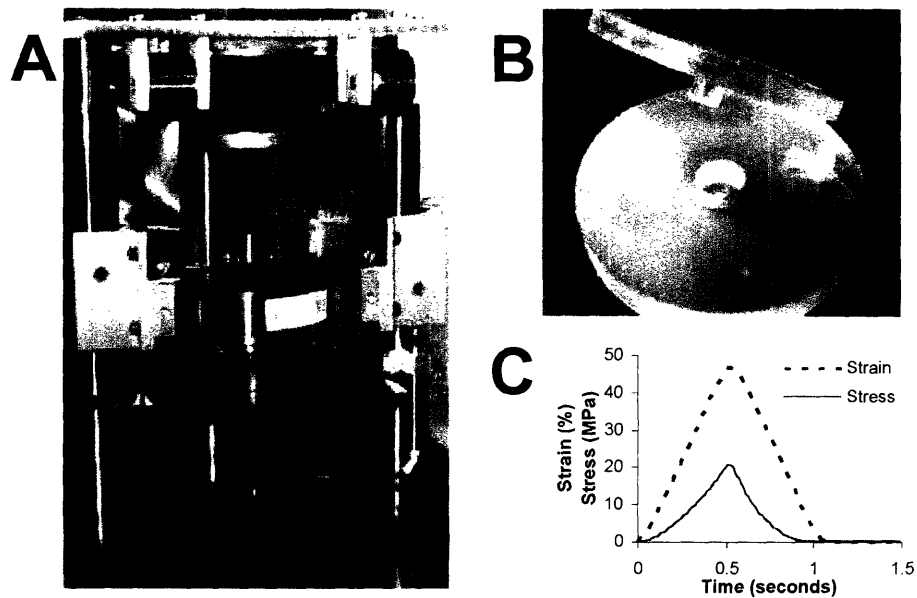 A
B
C
50
40
30
20
10
0
Strain (%)
Stress (MPa)
Strain
Stress
0
0.5
1
1.5
Time (seconds)